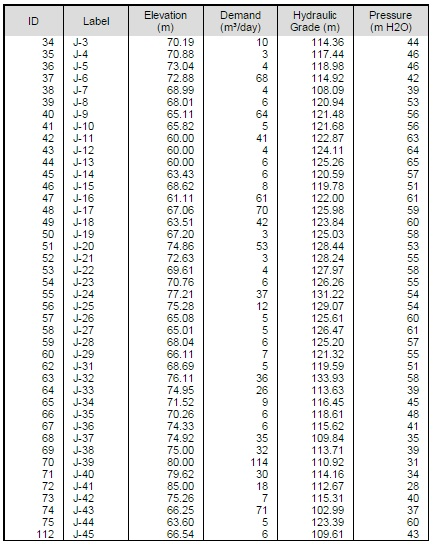 ID Label Elevation (m) Demand (m³/day) Hydraulic Grade (m) Pressure (m H2O)
34 J-3 70.19 10 114.36 44
35 J-4 70.88 3 117.44 46
36 J-5 73.04 4 118.98 46
37 J-6 72.88 68 114.92 42
38 J-7 68.99 4 108.09 39
39 J-8 68.01 6 120.94 53
40 J-9 65.11 64 121.48 56
41 J-10 65.82 5 121.68 56
42 J-11 60.00 41 122.87 63
43 J-12 60.00 4 124.11 64
44 J-13 60.00 6 125.26 65
45 J-14 63.43 6 120.59 57
46 J-15 68.62 8 119.78 51
47 J-16 61.11 61 122.00 61
48 J-17 67.06 70 125.98 59
49 J-18 63.51 42 123.84 60
50 J-19 67.20 3 125.03 58
51 J-20 74.86 53 128.44 53
52 J-21 72.63 3 128.24 55
53 J-22 69.61 4 127.97 58
54 J-23 70.76 6 126.26 55
55 J-24 77.21 37 131.22 54
56 J-25 75.28 12 129.07 54
57 J-26 65.08 5 125.61 60
58 J-27 65.01 5 126.47 61
59 J-28 68.04 6 125.20 57
60 J-29 66.11 7 121.32 55
62 J-31 68.69 5 119.59 51
63 J-32 76.11 36 133.93 58
64 J-33 74.95 26 113.63 39
65 J-34 71.52 9 116.45 45
66 J-35 70.26 6 118.61 48
67 J-36 74.33 6 115.62 41
68 J-37 74.92 35 109.84 35
69 J-38 75.00 32 113.71 39
70 J-39 80.00 114 110.92 31
71 J-40 79.62 30 114.16 34
72 J-41 85.00 18 112.67 28
73 J-42 75.26 7 115.31 40
74 J-43 66.25 71 102.99 37
75 J-44 63.60 5 123.39 60
112 J-45 66.54 6 109.61 43